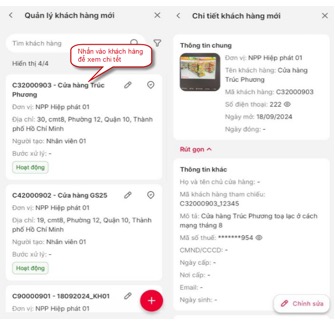 Quản lý khách hàng mới
Tìm khách hàng
Nhấn vào khách hàng
để xem chi tết
Hiển thị 4/4
C32000903 - Cửa hàng Trúc
Phương
Đơn vị: NPP Hiệp phát 01
Địa chỉ: 30, cmt8, Phường 12, Quận 10, Thành
phố Hồ Chí Minh
Người tạo: Nhân viên 01
Bước xử lý: -
Hoạt động
C42000902 - Cửa hàng GS25
Đơn vị: NPP Hiệp phát 01
Địa chỉ: 19, cmt8, Phường 12, Quận 10, Thành
phố Hồ Chí Minh
Người tạo: Nhân viên 01
Bước xử lý: -
Hoạt động
C90000901 - 18092024_KH01
Đơn vị: NPP Hiệp phát 01
Chi tiết khách hàng mới
Thông tin chung
Đơn vị: NPP Hiệp phát 01
Tên khách hàng: Cửa hàng
Trúc Phương
Mã khách hàng: C32000903
Số điện thoại: 222
Ngày mở: 18/09/2024
Ngày đóng: -
Rút gọn
Thông tin khác
Họ và tên chủ cửa hàng: -
Mã khách hàng tham chiếu:
C32000903_12345
Mô tả: Cửa hàng Trúc Phương toạ lạc ở cách
mạng tháng 8
Mã số thuế: *******954
CMND/CCCD: -
Ngày cấp: -
Nơi cấp: -
Email: -
Ngày sinh: -
Chỉnh sửa